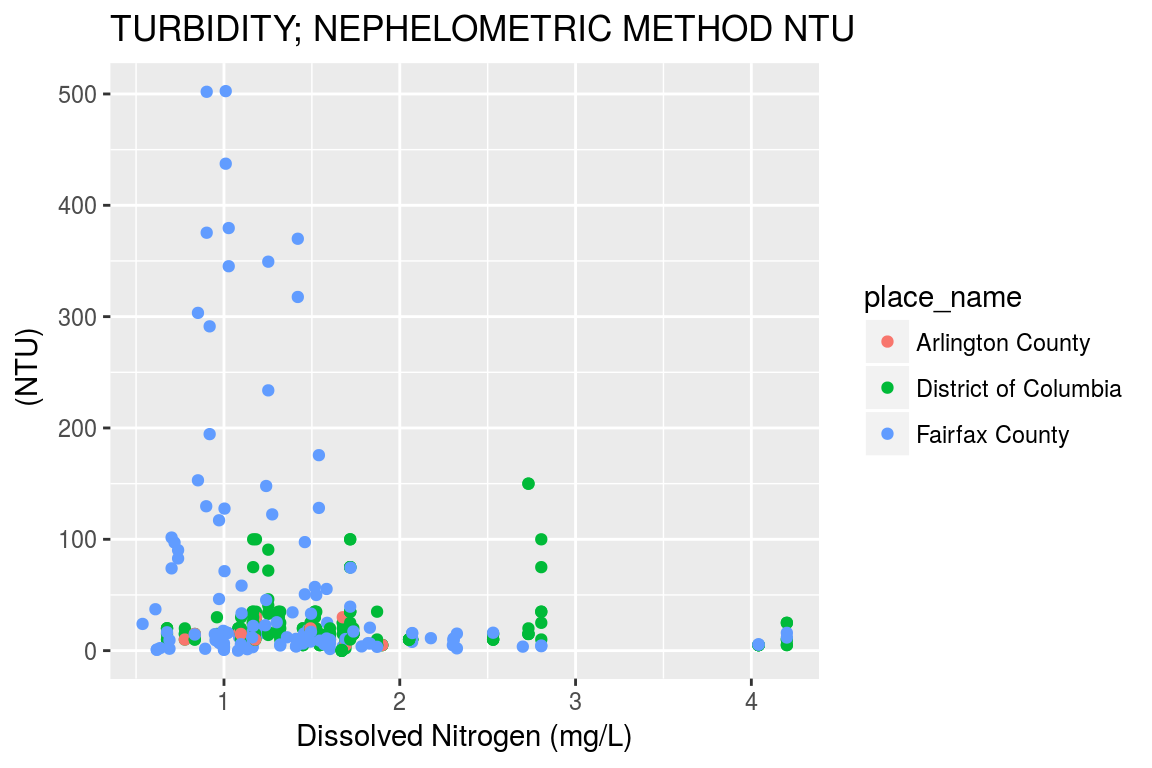 TURBIDITY; NEPHELOMETRIC METHOD NTU
500
400
300
200
100
0
(NTU)
1 2 3 4
Dissolved Nitrogen (mg/L)
place_name
Arlington County
District of Columbia
Fairfax County